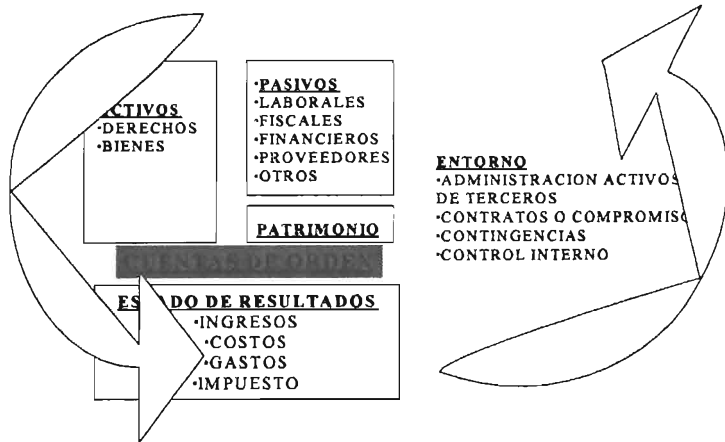 ACTIVOS
•DERECHOS
•BIENES
•PASIVOS
•LABORALES
•FISCALES
•FINANCIEROS
•PROVEEDORES
•OTROS
PATRIMONIO
CUENTAS DE ORDEN
ESTADO DE RESULTADOS
•INGRESOS
•COSTOS
•GASTOS
•IMPUESTO
ENTORNO
•ADMINISTRACION ACTIVOS
DE TERCEROS
•CONTRATOS O COMPROMISO
•CONTINGENCIAS
•CONTROL INTERNO